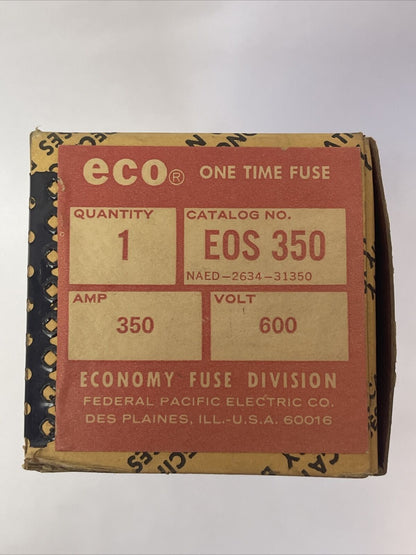 eco® ONE TIME FUSE
QUANTITY
1
CATALOG NO.
EOS 350
NAED-2634-31350
AMP
350
VOLT
600
ECONOMY FUSE DIVISION
FEDERAL PACIFIC ELECTRIC CO.
DES PLAINES, ILL.-U.S.A. 60016